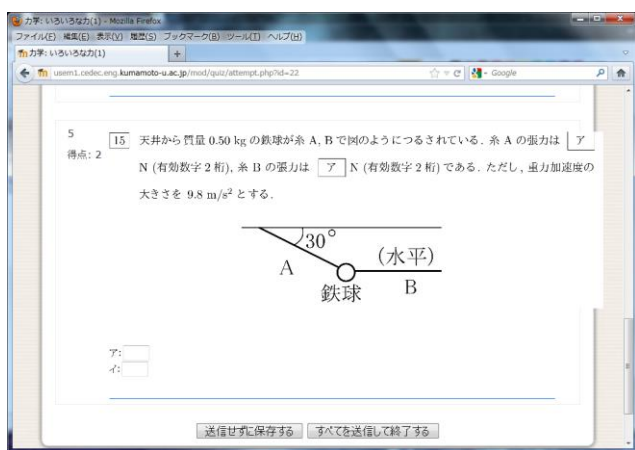 力学: いろいろな力(1) - Mozilla Firefox
ファイル(F) 編集(E) 表示(V) 履歴(S) ブックマーク(B) ツール(T) ヘルプ(H)
力学: いろいろな力(1)
+
usem1.cedec.eng.kumamoto-u.ac.jp/mod/quiz/attempt.php?id=22
Google
5
得点: 2
15 天井から質量 0.50 kg の鉄球が糸 A, B で図のようにつるされている. 糸 A の張力は ア
N (有効数字 2 桁), 糸 B の張力は ア N (有効数字 2 桁) である. ただし, 重力加速度の
大きさを 9.8 m/s² とする.
30°
(水平)
A
B
鉄球
ア:
イ:
送信せずに保存する すべてを送信して終了する